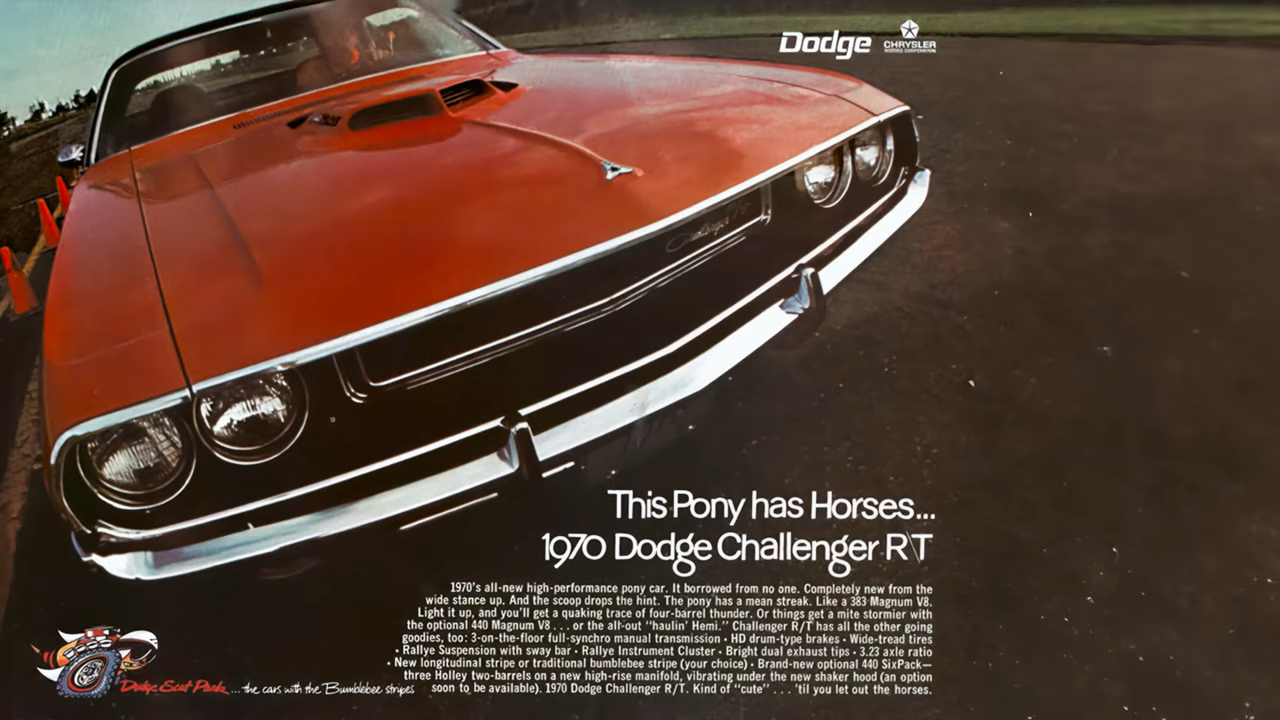 Dodge
CHRYSLER
MOTORS CORPORATION
Challenger R/T
This Pony has Horses...
1970 Dodge Challenger R/T
1970's all-new high-performance pony car. It borrowed from no one. Completely new from the
wide stance up. And the scoop drops the hint. The pony has a mean streak. Like a 383 Magnum V8.
Light it up, and you'll get a quaking trace of four-barrel thunder. Or things get a mite stormier with
the optional 440 Magnum V8 . . . or the all-out "haulin' Hemi." Challenger R/T has all the other going
goodies, too: 3-on-the-floor full-synchro manual transmission • HD drum-type brakes • Wide-tread tires
• Rallye Suspension with sway bar • Rallye Instrument Cluster • Bright dual exhaust tips • 3.23 axle ratio
• New longitudinal stripe or traditional bumblebee stripe (your choice) • Brand-new optional 440 SixPack—
three Holley two-barrels on a new high-rise manifold, vibrating under the new shaker hood (an option
soon to be available). 1970 Dodge Challenger R/T. Kind of "cute" . . . 'til you let out the horses.
Dodge Scat Pack ... the cars with the Bumblebee stripes